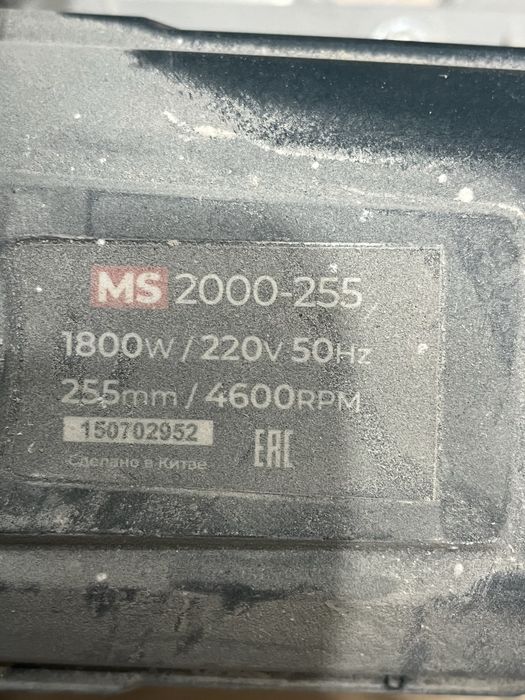 MS 2000-255
1800W / 220V 50Hz
255mm / 4600RPM
150702952
EAC
Сделано в Китае